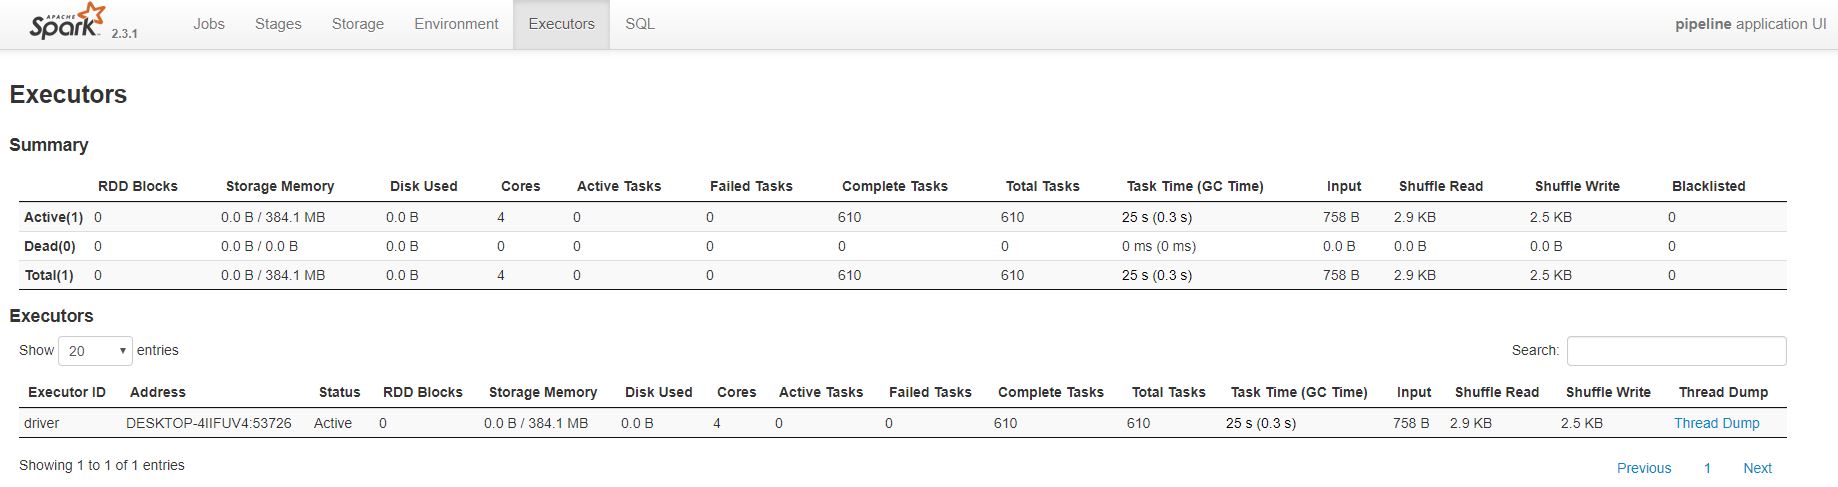 APACHE Spark 2.3.1 Jobs Stages Storage Environment Executors SQL pipeline application UI
Executors
Summary
RDD Blocks Storage Memory Disk Used Cores Active Tasks Failed Tasks Complete Tasks Total Tasks Task Time (GC Time) Input Shuffle Read Shuffle Write Blacklisted
Active(1) 0 0.0 B / 384.1 MB 0.0 B 4 0 0 610 610 25 s (0.3 s) 758 B 2.9 KB 2.5 KB 0
Dead(0) 0 0.0 B / 0.0 B 0.0 B 0 0 0 0 0 0 ms (0 ms) 0.0 B 0.0 B 0.0 B 0
Total(1) 0 0.0 B / 384.1 MB 0.0 B 4 0 0 610 610 25 s (0.3 s) 758 B 2.9 KB 2.5 KB 0
Executors
Show 20 entries Search:
Executor ID Address Status RDD Blocks Storage Memory Disk Used Cores Active Tasks Failed Tasks Complete Tasks Total Tasks Task Time (GC Time) Input Shuffle Read Shuffle Write Thread Dump
driver DESKTOP-4IIFUV4:53726 Active 0 0.0 B / 384.1 MB 0.0 B 4 0 0 610 610 25 s (0.3 s) 758 B 2.9 KB 2.5 KB Thread Dump
Showing 1 to 1 of 1 entries Previous 1 Next